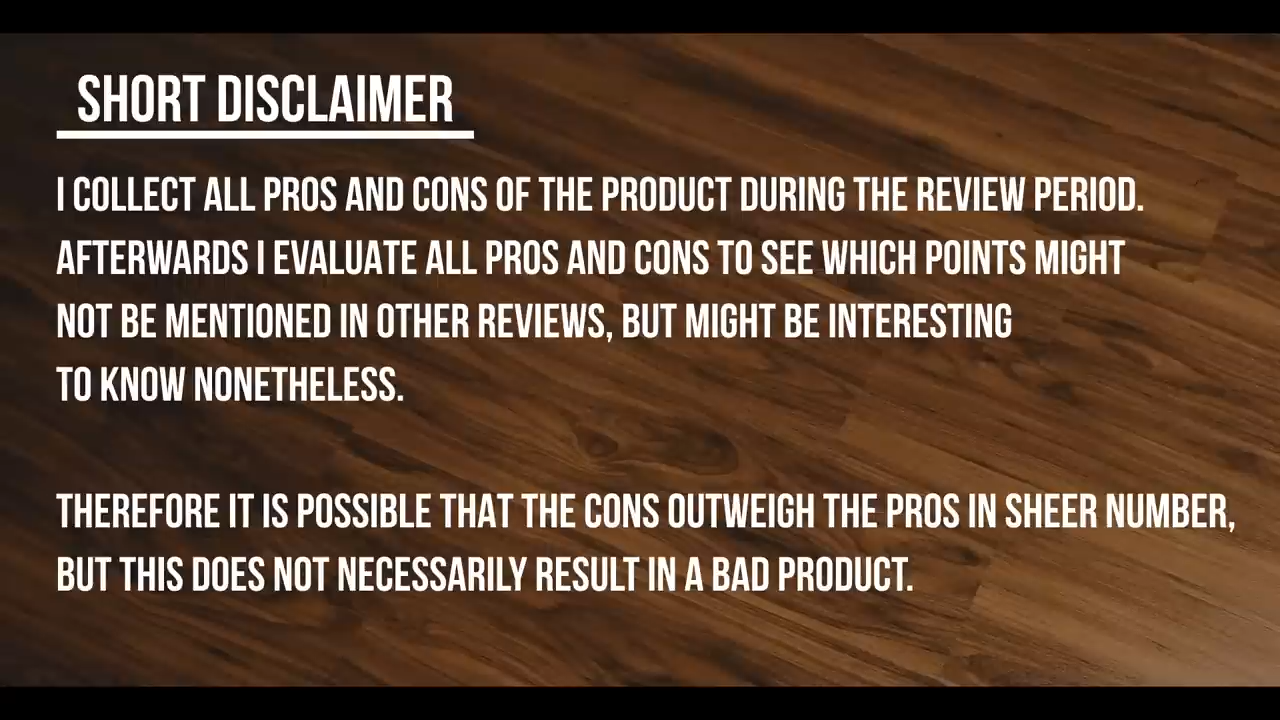 SHORT DISCLAIMER
I COLLECT ALL PROS AND CONS OF THE PRODUCT DURING THE REVIEW PERIOD.
AFTERWARDS I EVALUATE ALL PROS AND CONS TO SEE WHICH POINTS MIGHT
NOT BE MENTIONED IN OTHER REVIEWS, BUT MIGHT BE INTERESTING
TO KNOW NONETHELESS.
THEREFORE IT IS POSSIBLE THAT THE CONS OUTWEIGH THE PROS IN SHEER NUMBER,
BUT THIS DOES NOT NECESSARILY RESULT IN A BAD PRODUCT.